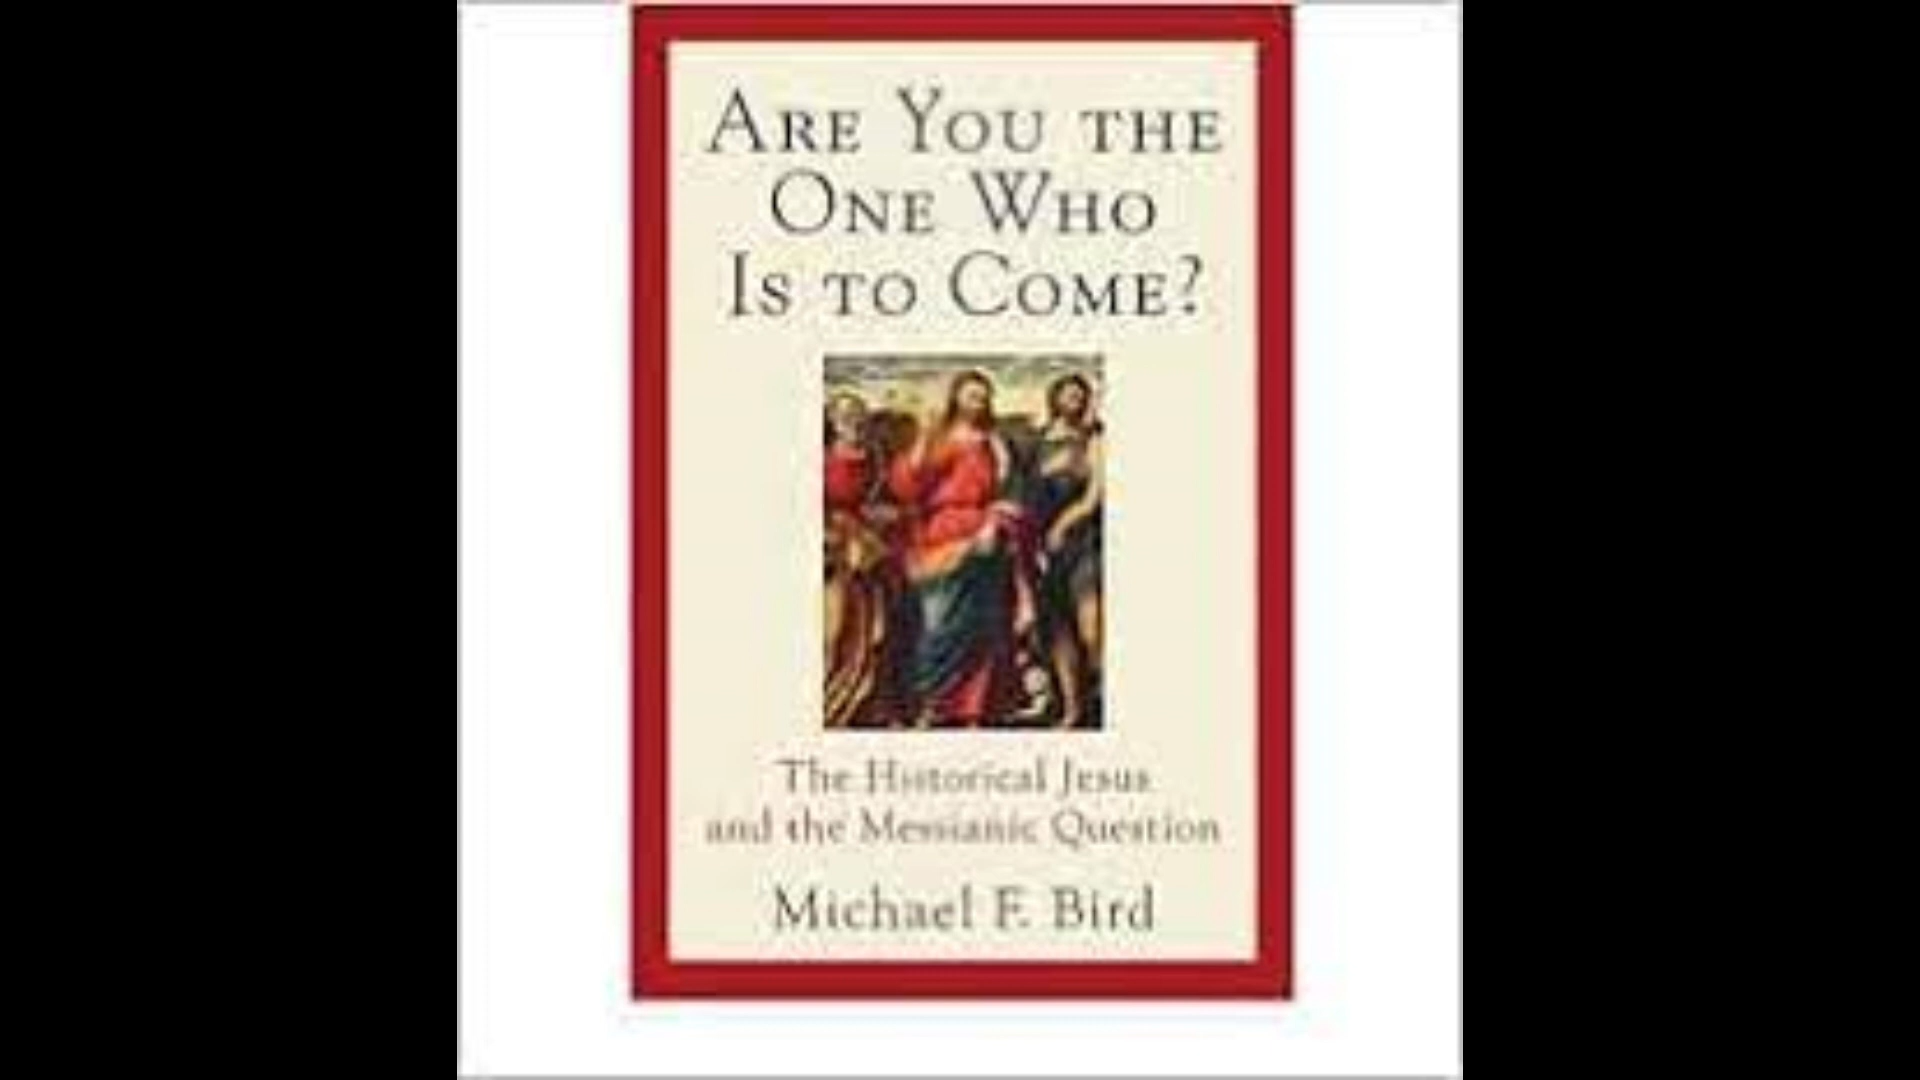 ARE YOU THE
ONE WHO
IS TO COME?
The Historical Jesus
and the Messianic Question
Michael F. Bird